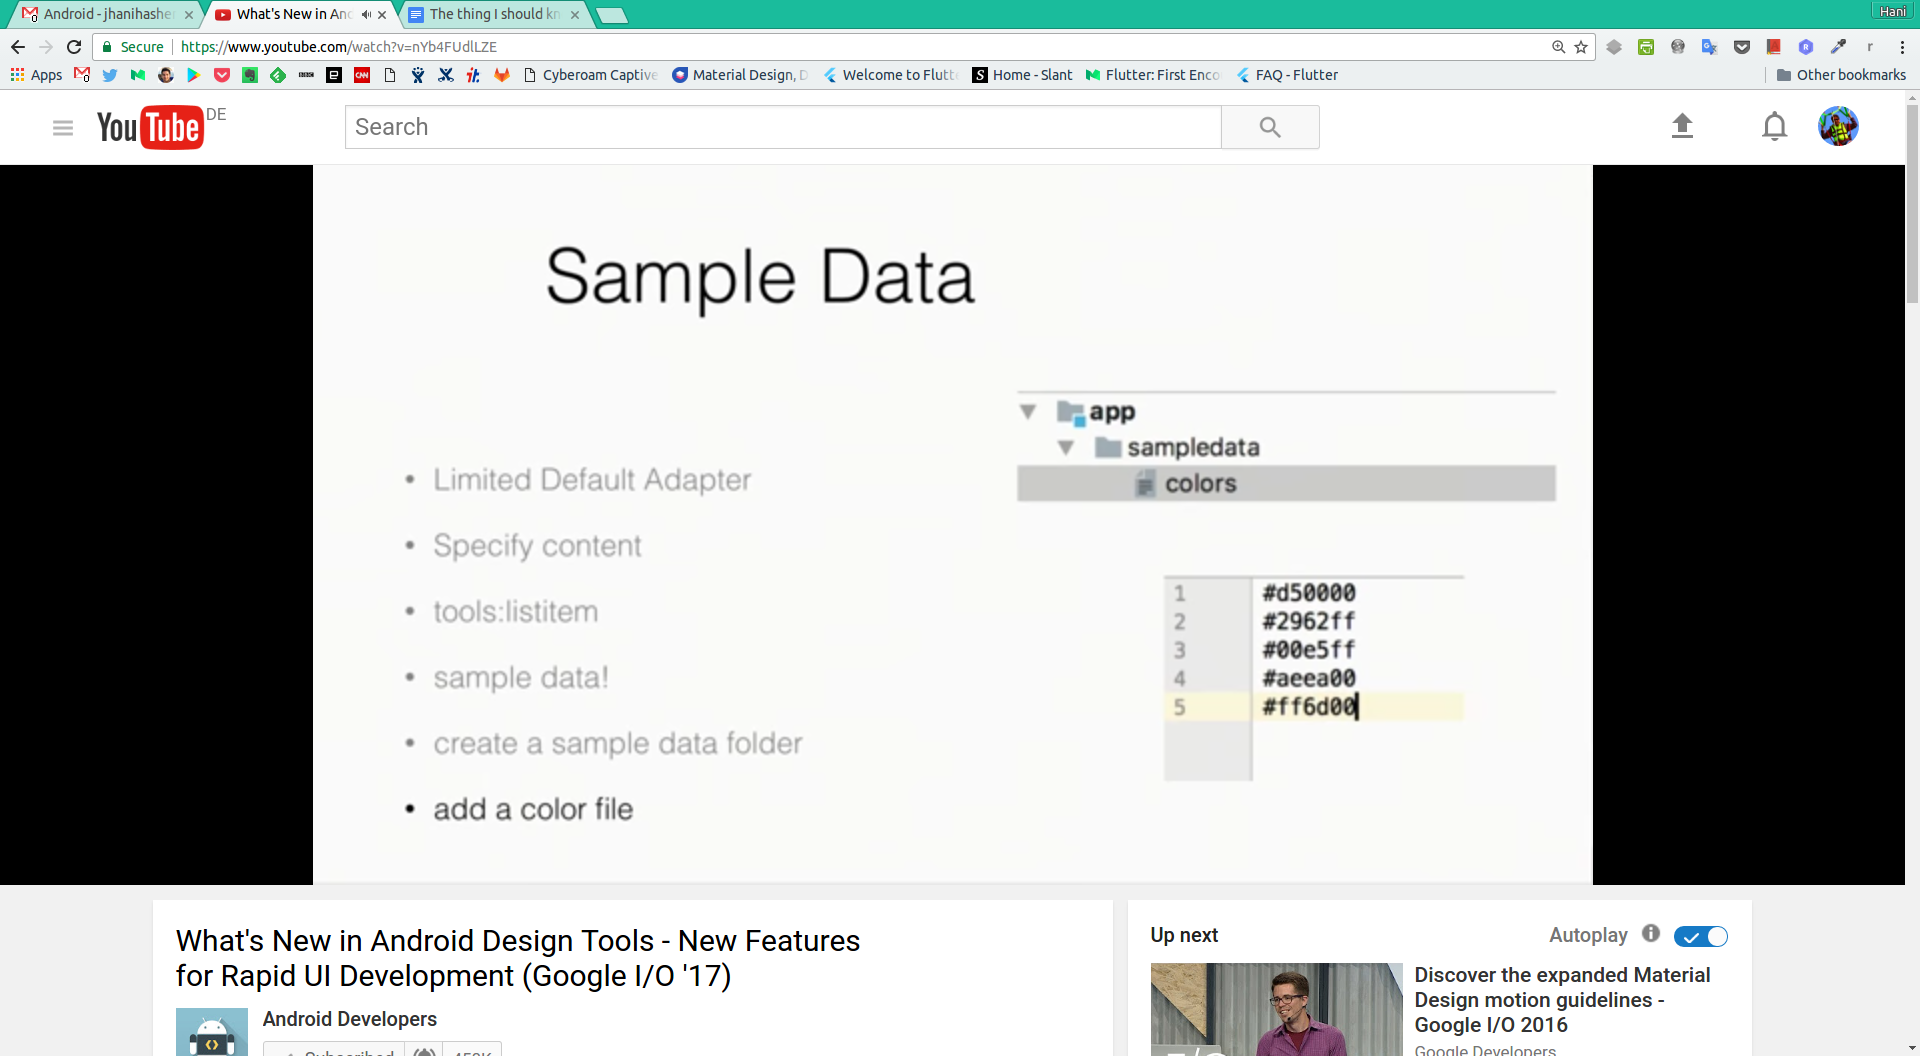 Android - jhanihashe
What's New in An
The thing I should kn
Hani
Secure
https://www.youtube.com/watch?v=nYb4FUdlLZE
r
Apps
BBC
CNN
Cyberoam Captive
Material Design, D
Welcome to Flutt
Home - Slant
Flutter: First Enco
FAQ - Flutter
Other bookmarks
YouTube DE
Search
Sample Data
app
sampledata
colors
• Limited Default Adapter
• Specify content
• tools:listitem
• sample data!
• create a sample data folder
• add a color file
1 #d50000
2 #2962ff
3 #00e5ff
4 #aeea00
5 #ff6d00
What's New in Android Design Tools - New Features
for Rapid UI Development (Google I/O '17)
Android Developers
Subscribed
Up next
Autoplay
Discover the expanded Material
Design motion guidelines -
Google I/O 2016
Google Developers